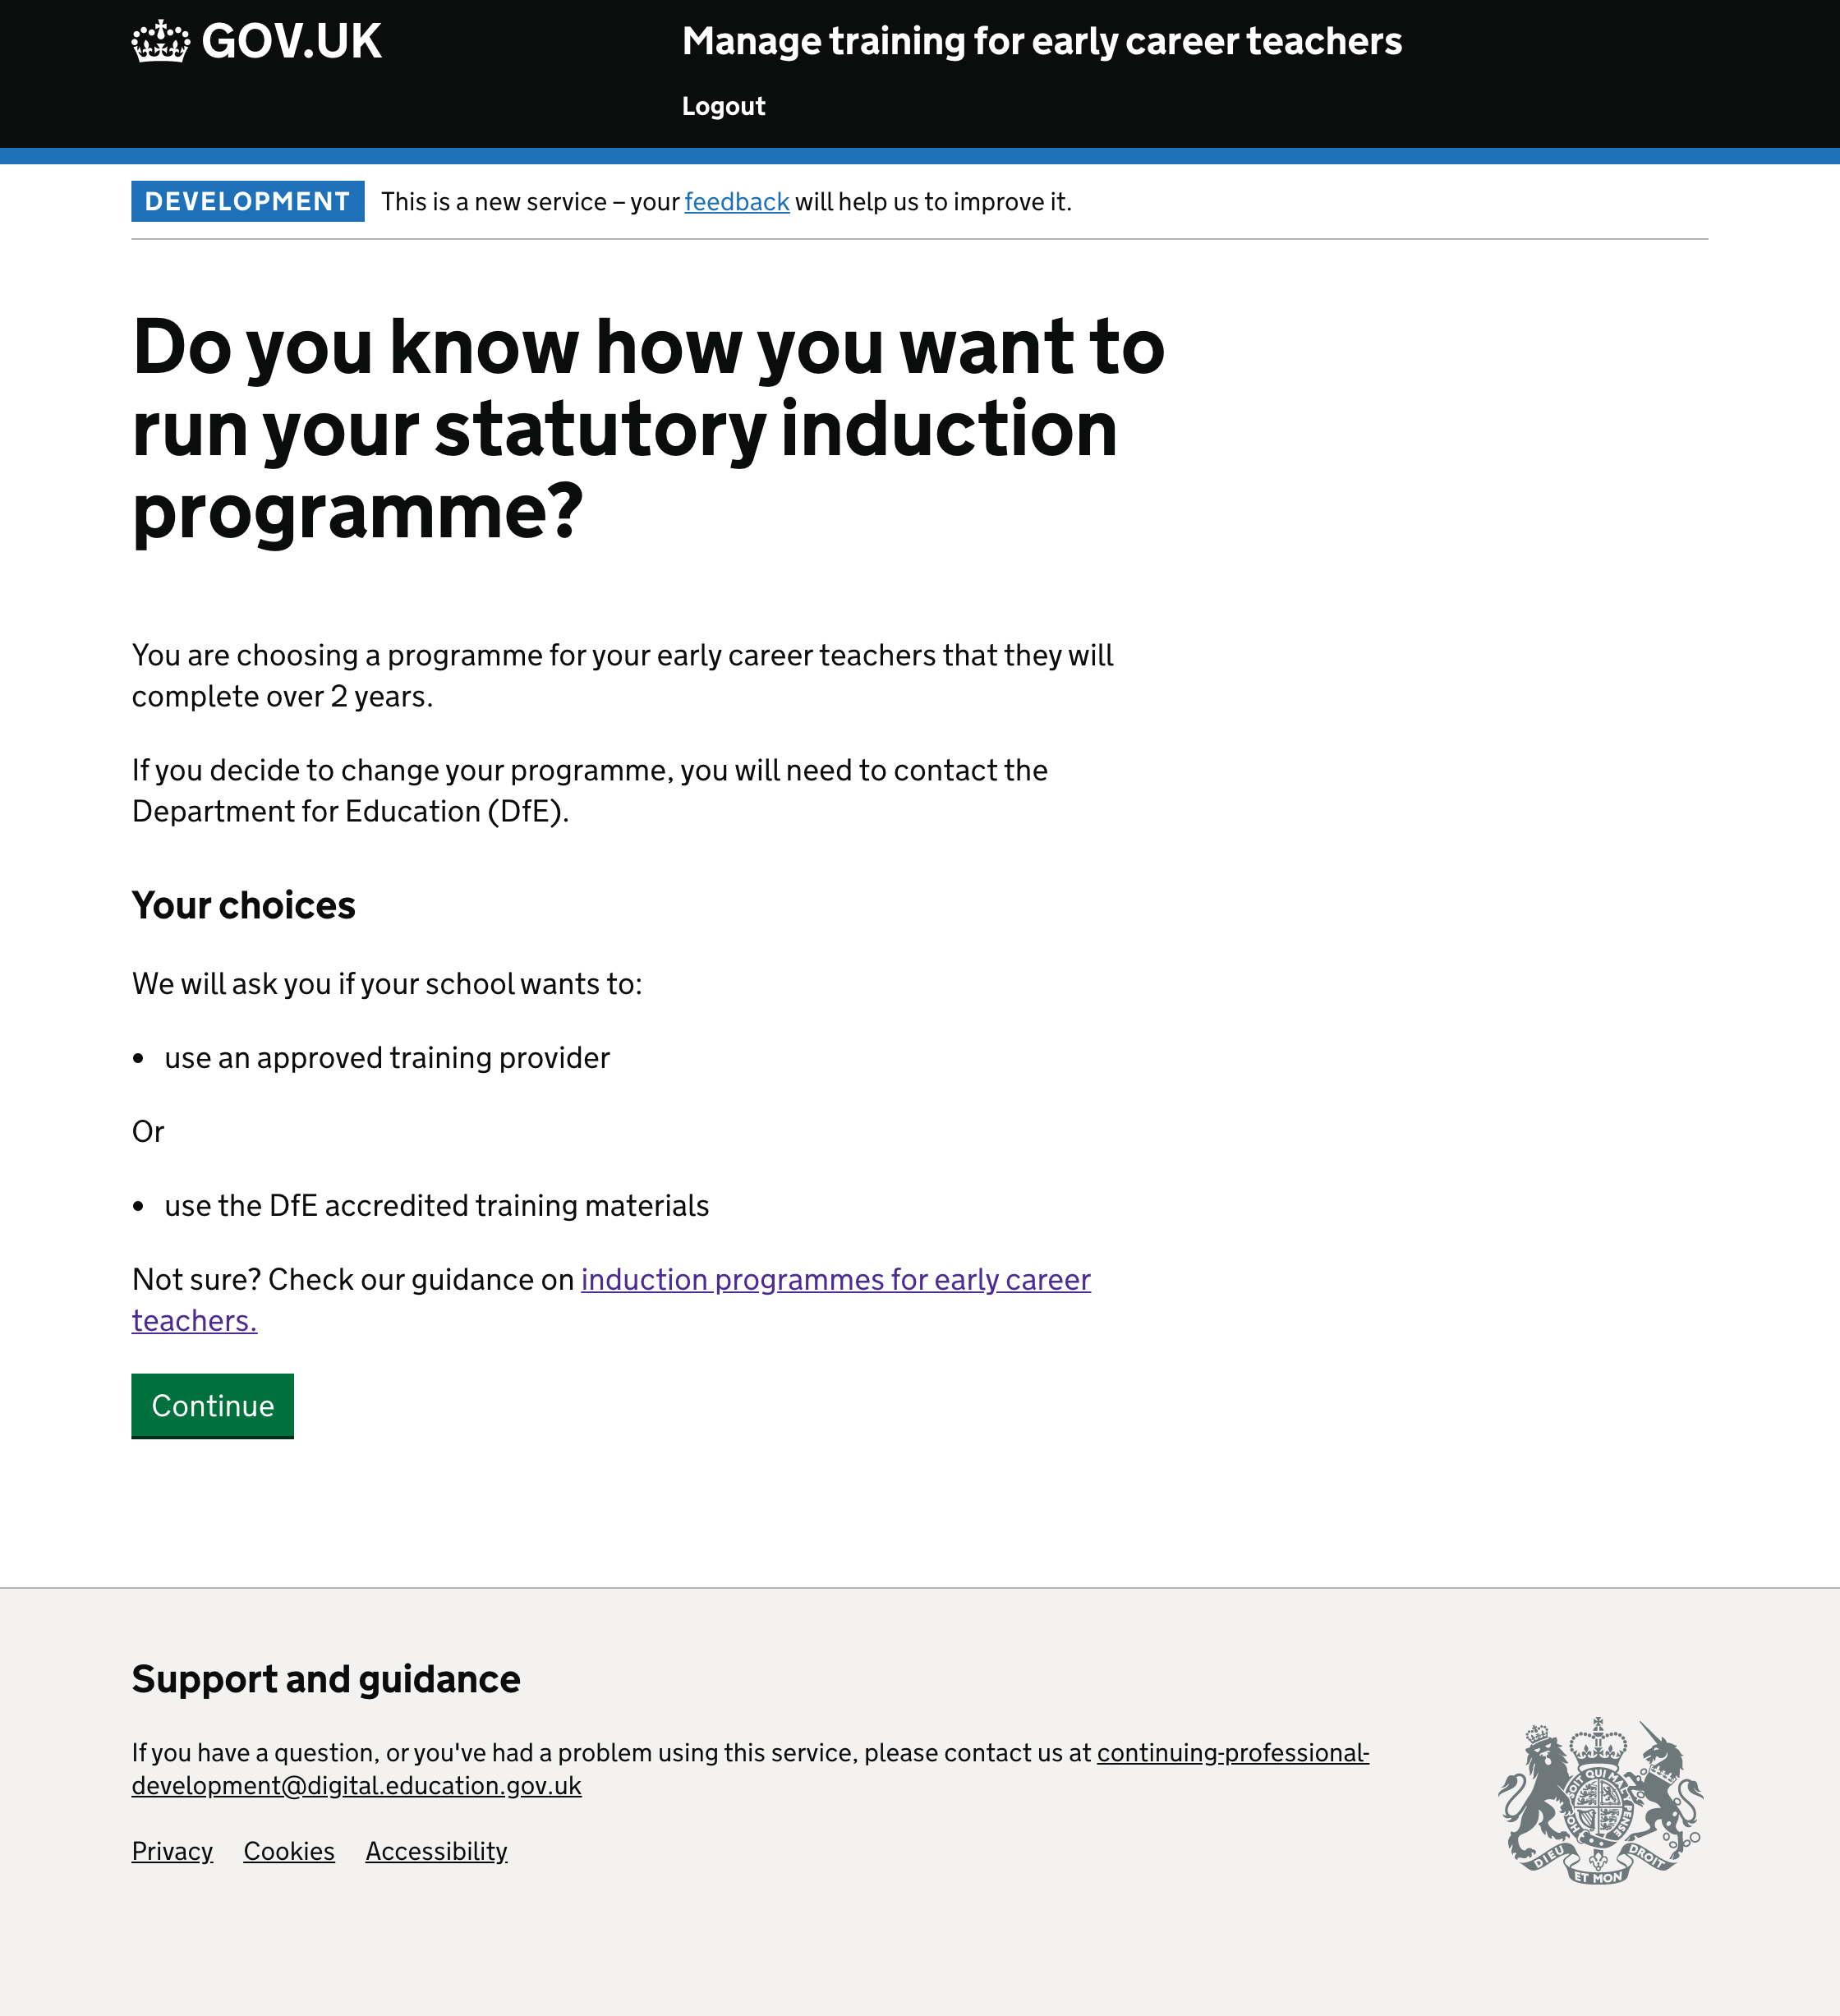 GOV.UK
Manage training for early career teachers
Logout
DEVELOPMENT This is a new service – your feedback will help us to improve it.
Do you know how you want to
run your statutory induction
programme?
You are choosing a programme for your early career teachers that they will
complete over 2 years.
If you decide to change your programme, you will need to contact the
Department for Education (DfE).
Your choices
We will ask you if your school wants to:
• use an approved training provider
Or
• use the DfE accredited training materials
Not sure? Check our guidance on induction programmes for early career
teachers.
Continue
Support and guidance
If you have a question, or you've had a problem using this service, please contact us at continuing-professional-
development@digital.education.gov.uk
Privacy Cookies Accessibility
SOIT QUI MAL
PENSE
HON
DIEU
ET MON
DROIT